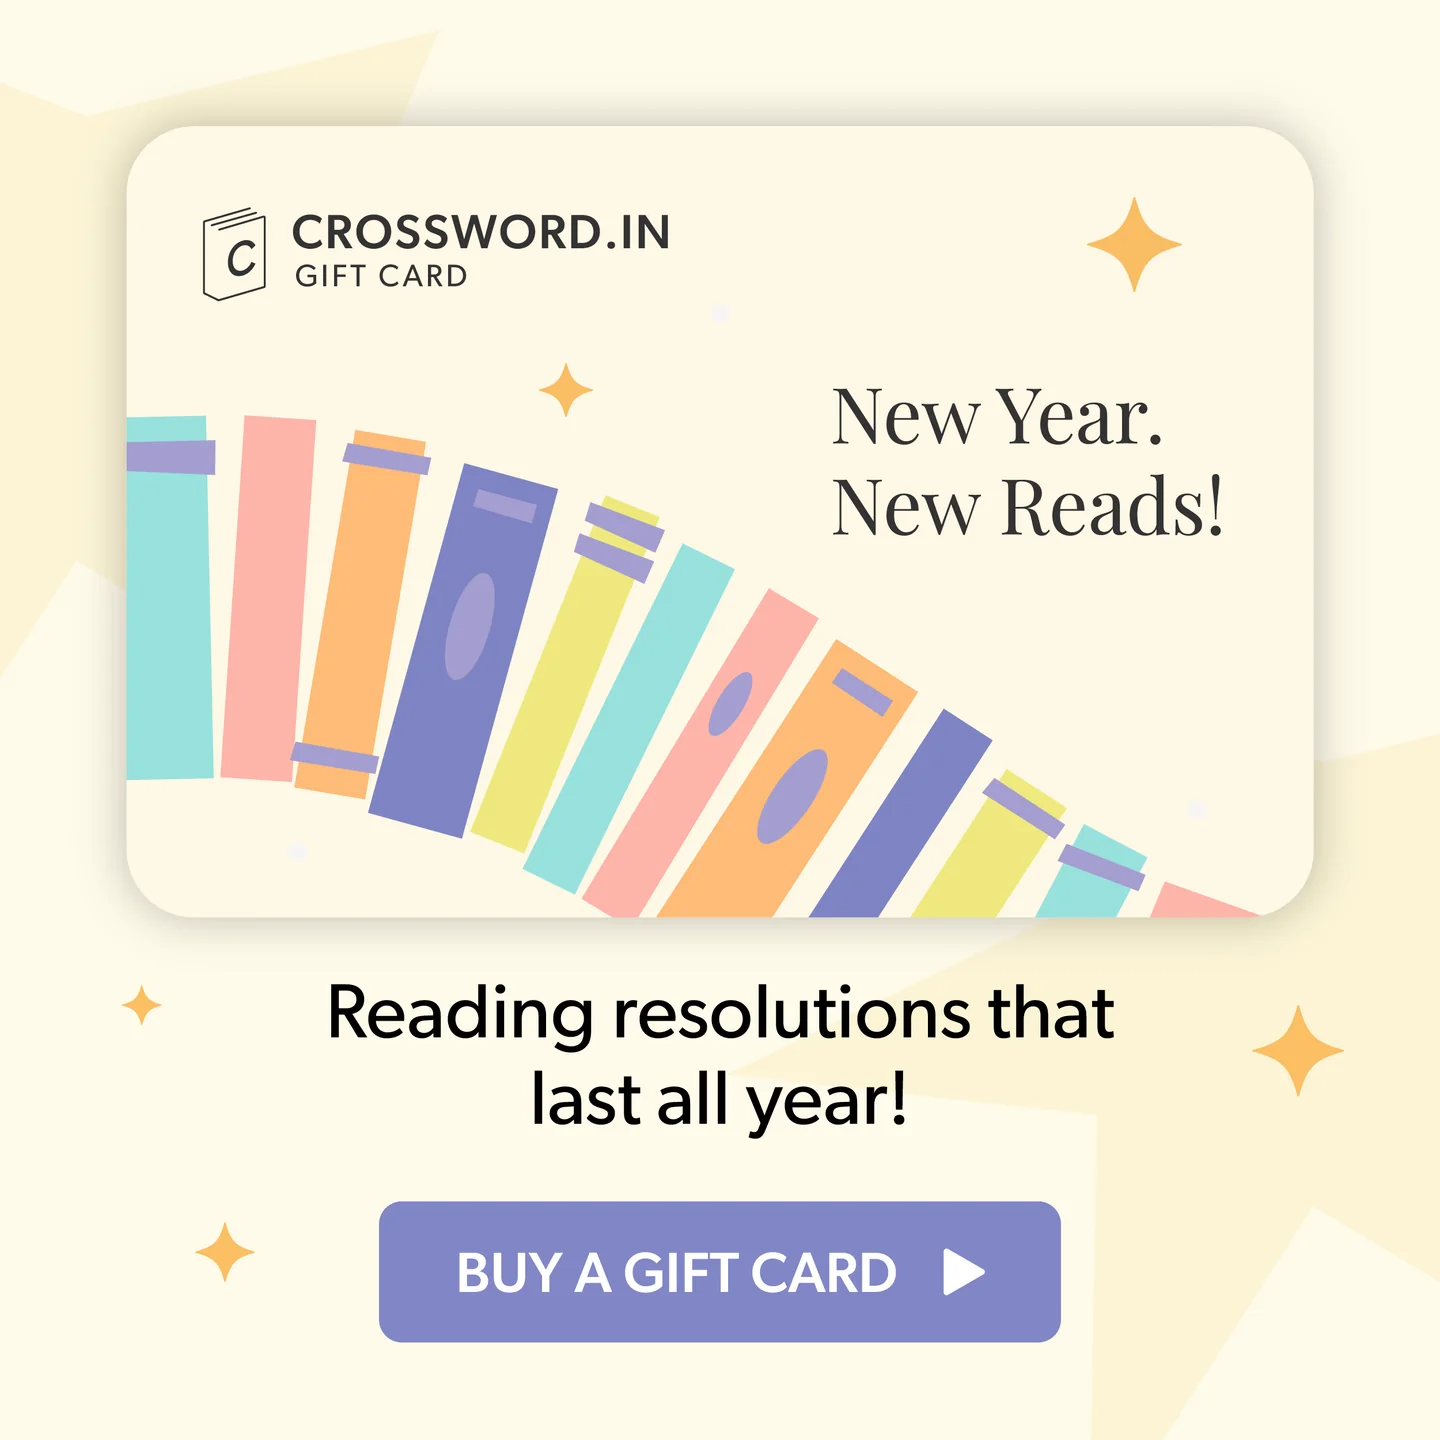 C
CROSSWORD.IN
GIFT CARD
New Year.
New Reads!
Reading resolutions that
last all year!
BUY A GIFT CARD